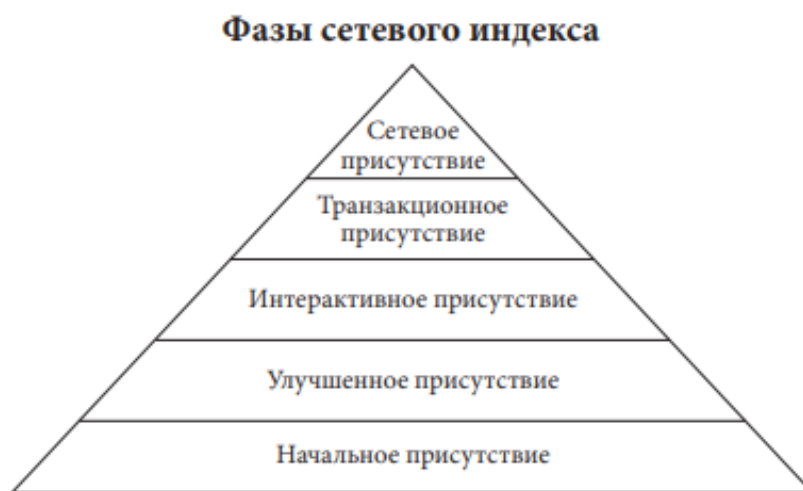 Фазы сетевого индекса
Сетевое
присутствие
Транзакционное
присутствие
Интерактивное присутствие
Улучшенное присутствие
Начальное присутствие